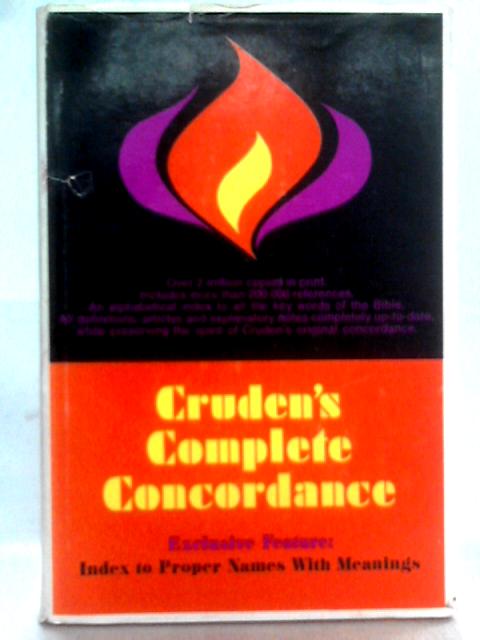 Over 2 million copies in print.
Includes more than 200,000 references.
An alphabetical index to all the key words of the Bible.
All definitions, articles and explanatory notes completely up-to-date,
while preserving the spirit of Cruden's original concordance.
Cruden's
Complete
Concordance
Exclusive Feature:
Index to Proper Names With Meanings